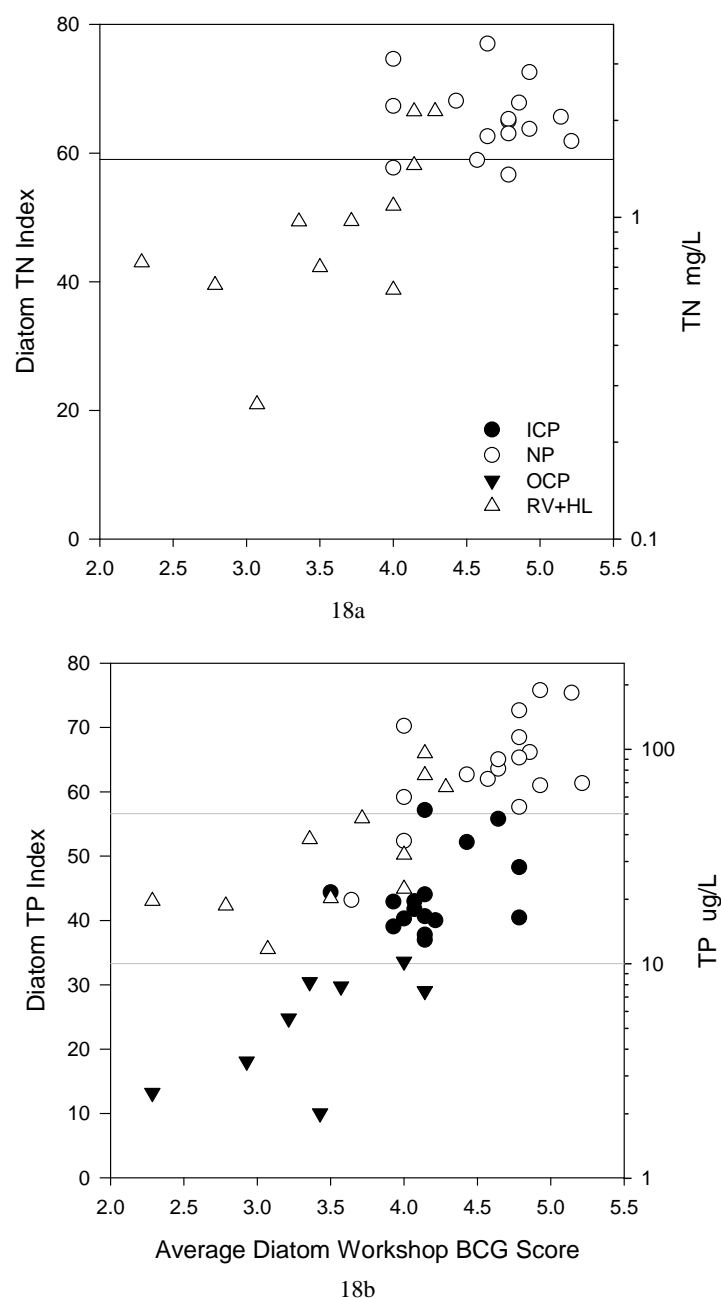 80
60
40
20
0
Diatom TN Index
1
0.1
TN mg/L
ICP
NP
OCP
RV+HL
2.0 2.5 3.0 3.5 4.0 4.5 5.0 5.5
18a
80
70
60
50
40
30
20
10
0
Diatom TP Index
100
10
1
TP ug/L
2.0 2.5 3.0 3.5 4.0 4.5 5.0 5.5
Average Diatom Workshop BCG Score
18b